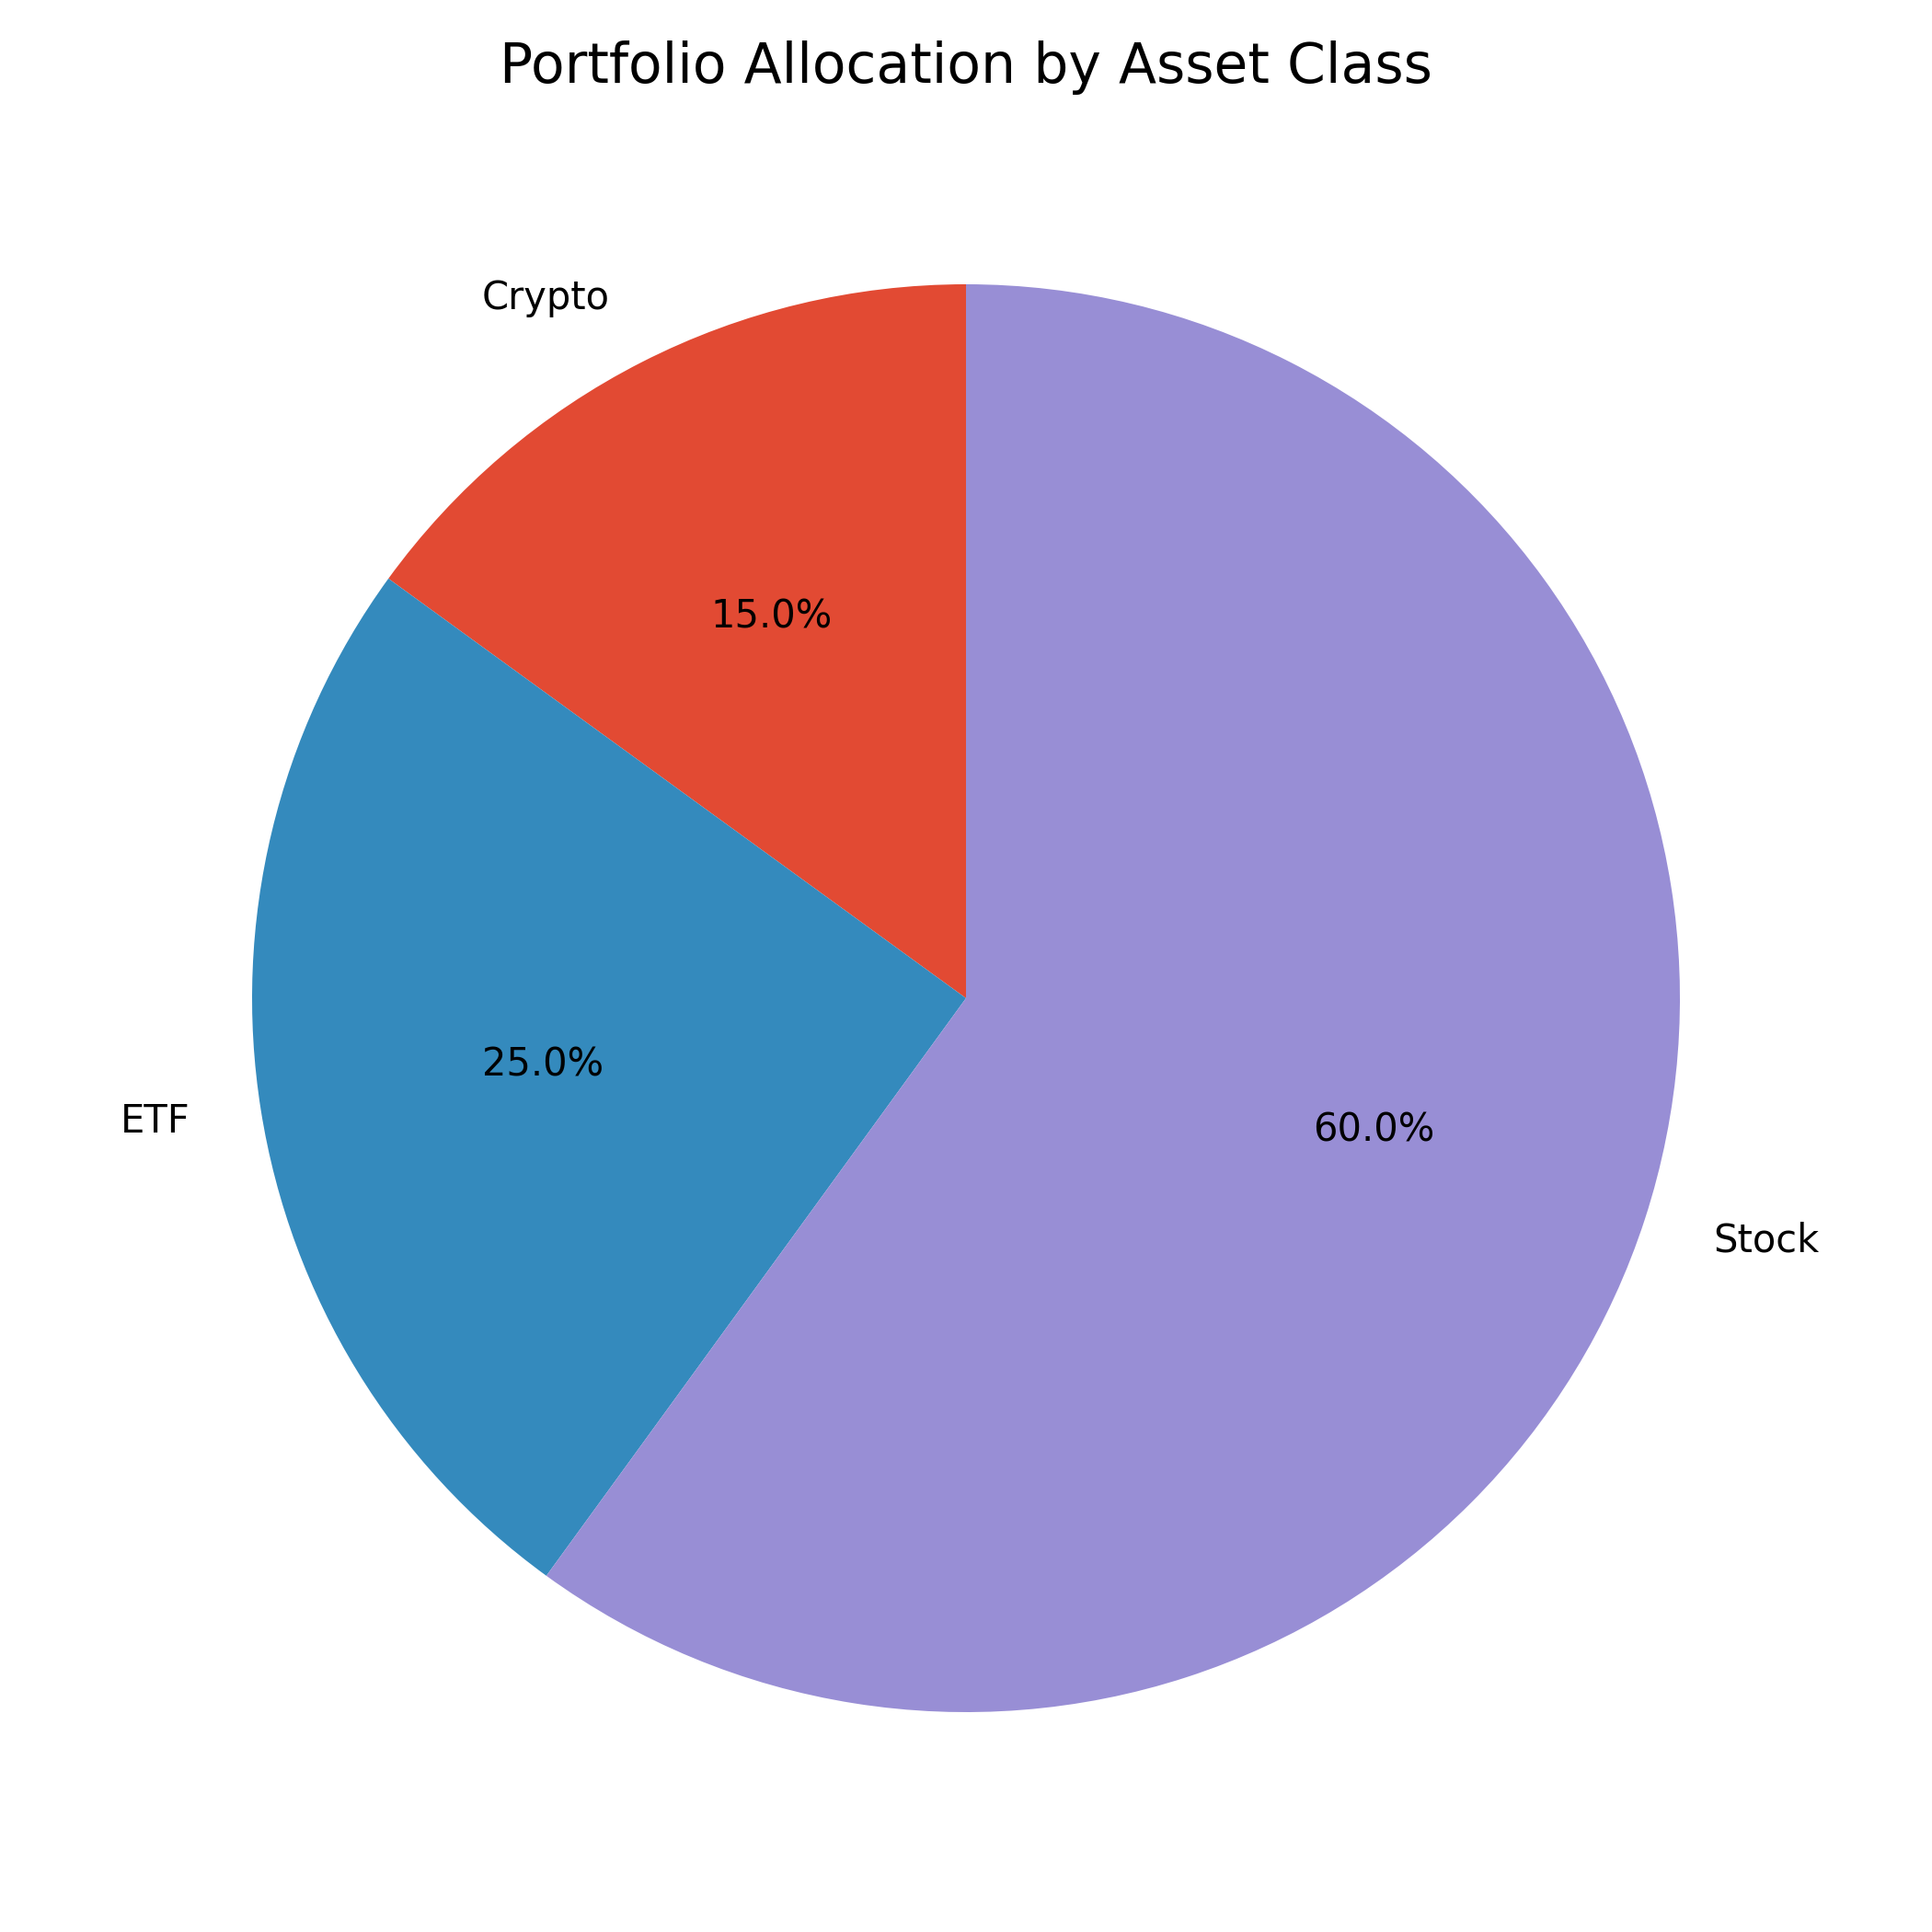 Portfolio Allocation by Asset Class
Crypto
15.0%
25.0%
ETF
60.0%
Stock